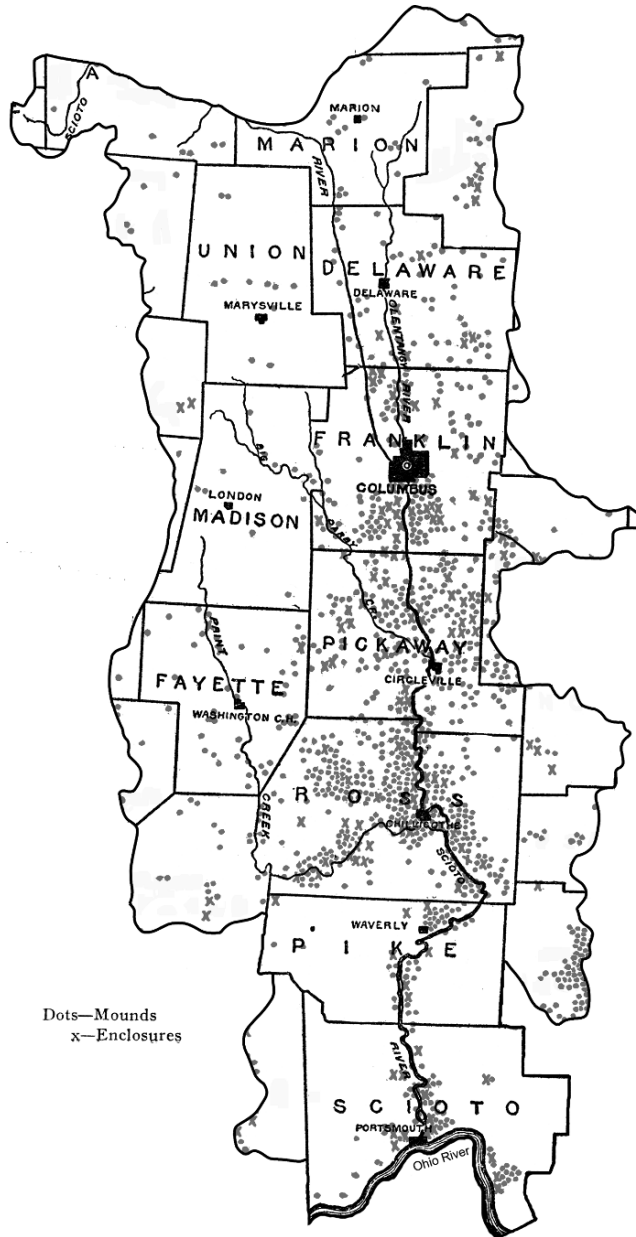 A
SCIOTO
MARION
MARION
RIVER
UNION
DELAWARE
DELAWARE
MARYSVILLE
OLENTANGY
RIVER
FRANKLIN
BIG
COLUMBUS
LONDON
MADISON
DARBY
PAINT
CR.
PICKAWAY
CIRCLEVILLE
FAYETTE
WASHINGTON C.H.
ROSS
CREEK
CHILLICOTHE
SCIOTO
WAVERLY
PIKE
Dots—Mounds
x—Enclosures
RIVER
SCIOTO
PORTSMOUTH
Ohio River